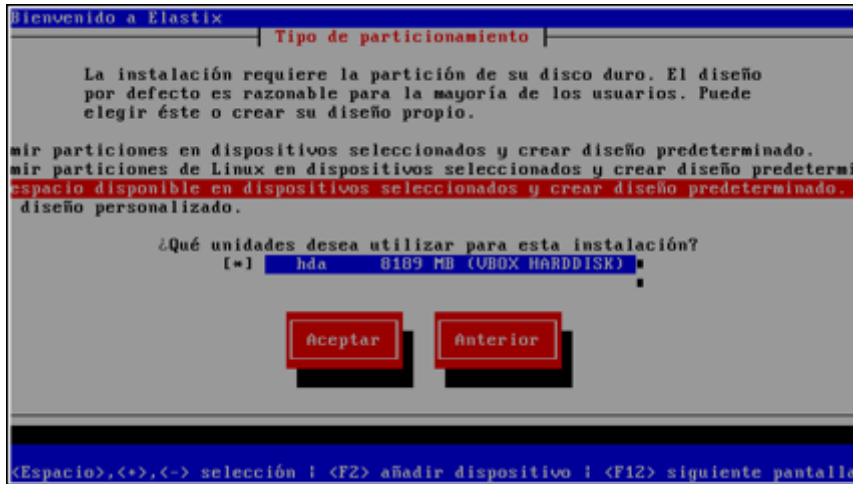 Bienvenido a Elastix
Tipo de particionamiento
La instalación requiere la partición de su disco duro. El diseño
por defecto es razonable para la mayoría de los usuarios. Puede
elegir éste o crear su diseño propio.
mir particiones en dispositivos seleccionados y crear diseño predeterminado.
mir particiones de Linux en dispositivos seleccionados y crear diseño predetermi
espacio disponible en dispositivos seleccionados y crear diseño predeterminado.
diseño personalizado.
¿Qué unidades desea utilizar para esta instalación?
[*] hda 8189 MB (VBOX HARDDISK)
Aceptar Anterior
<Espacio>,<+>,<-> selección | <F2> añadir dispositivo | <F12> siguiente pantalla